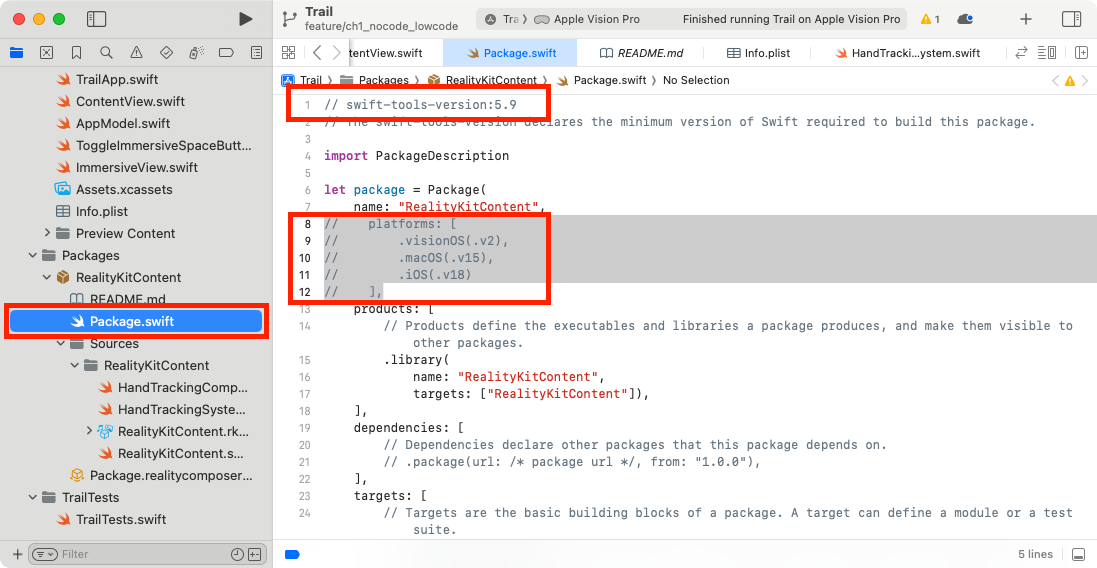 Trail
feature/ch1_nocode_lowcode
Tra
Apple Vision Pro
Finished running Trail on Apple Vision Pro
1
tentView.swift
Package.swift
README.md
Info.plist
HandTracki...ystem.swift
Trail
Packages
RealityKitContent
Package.swift
No Selection
TrailApp.swift
ContentView.swift
AppModel.swift
ToggleImmersiveSpaceButt...
ImmersiveView.swift
Assets.xcassets
Info.plist
Preview Content
Packages
RealityKitContent
README.md
Package.swift
Sources
RealityKitContent
HandTrackingComp...
HandTrackingSyste...
RealityKitContent.rk...
RealityKitContent.s...
Package.realitycomposer...
TrailTests
TrailTests.swift
Filter
1 // swift-tools-version:5.9
2 // The swift-tools-version declares the minimum version of Swift required to build this package.
3
4 import PackageDescription
5
6 let package = Package(
7 name: "RealityKitContent",
8 // platforms: [
9 // .visionOS(.v2),
10 // .macOS(.v15),
11 // .iOS(.v18)
12 // ],
13 products: [
14 // Products define the executables and libraries a package produces, and make them visible to
other packages.
15 .library(
16 name: "RealityKitContent",
17 targets: ["RealityKitContent"]),
18 ],
19 dependencies: [
20 // Dependencies declare other packages that this package depends on.
21 // .package(url: /* package url */, from: "1.0.0"),
22 ],
23 targets: [
24 // Targets are the basic building blocks of a package. A target can define a module or a test
suite.
5 lines